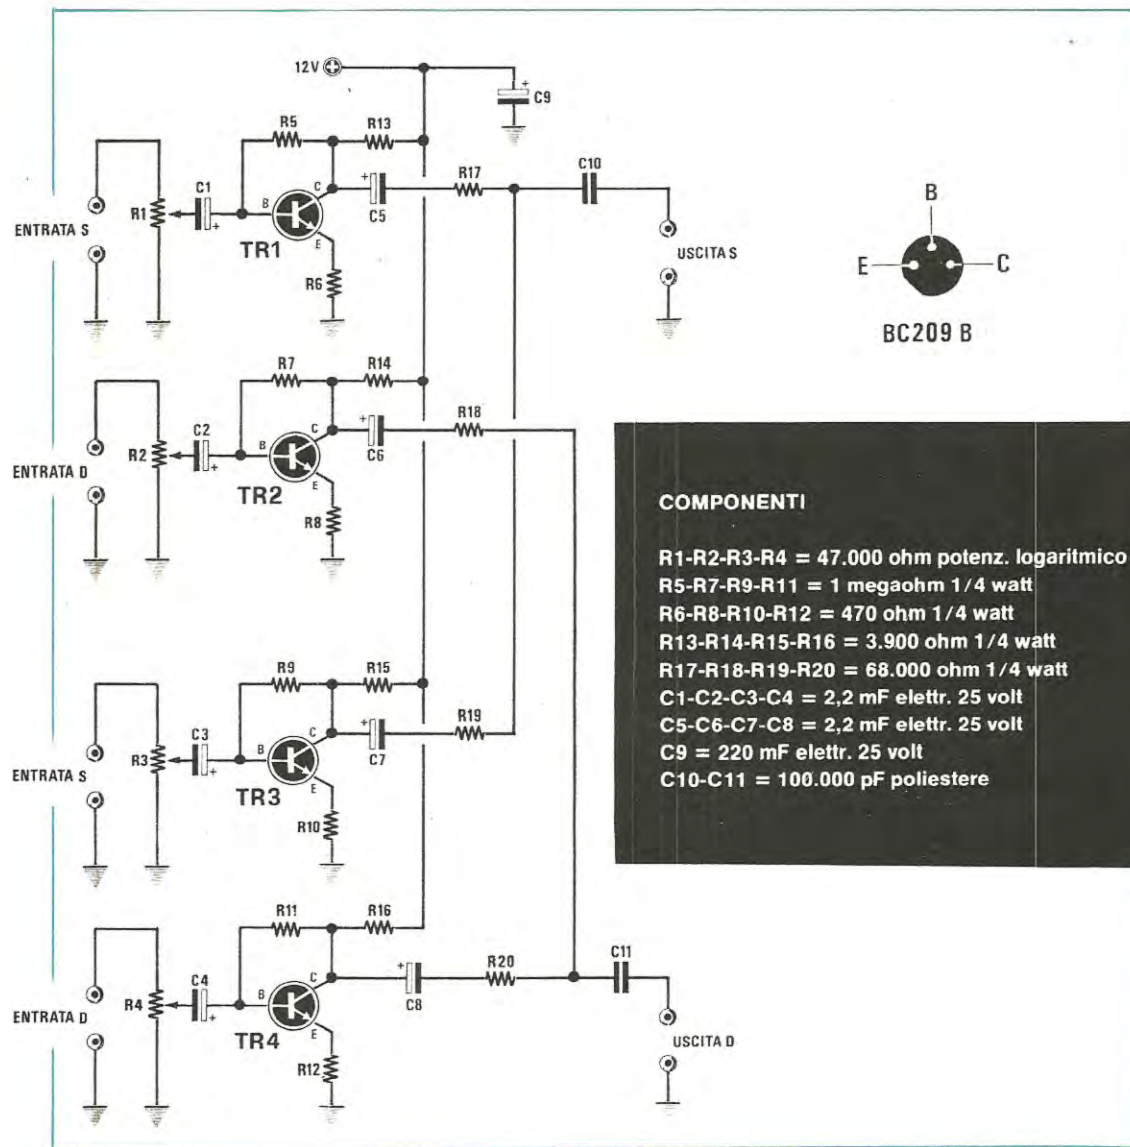 12V
+
C9
R5
R13
R17
C10
C1
C
+
C5
R1
B
+
ENTRATA S
TR1
E
R6
USCITA S
B
E
C
BC209 B
R7
R14
R18
C2
C
+
C6
R2
B
+
ENTRATA D
TR2
E
R8
COMPONENTI
R1-R2-R3-R4 = 47.000 ohm potenz. logaritmico
R5-R7-R9-R11 = 1 megaohm 1/4 watt
R6-R8-R10-R12 = 470 ohm 1/4 watt
R13-R14-R15-R16 = 3.900 ohm 1/4 watt
R17-R18-R19-R20 = 68.000 ohm 1/4 watt
C1-C2-C3-C4 = 2,2 mF elettr. 25 volt
C5-C6-C7-C8 = 2,2 mF elettr. 25 volt
C9 = 220 mF elettr. 25 volt
C10-C11 = 100.000 pF poliestere
R9
R15
R19
C3
C
+
C7
R3
B
+
ENTRATA S
TR3
E
R10
R11
R16
R20
C11
C4
C
+
C8
R4
B
+
ENTRATA D
TR4
E
R12
USCITA D